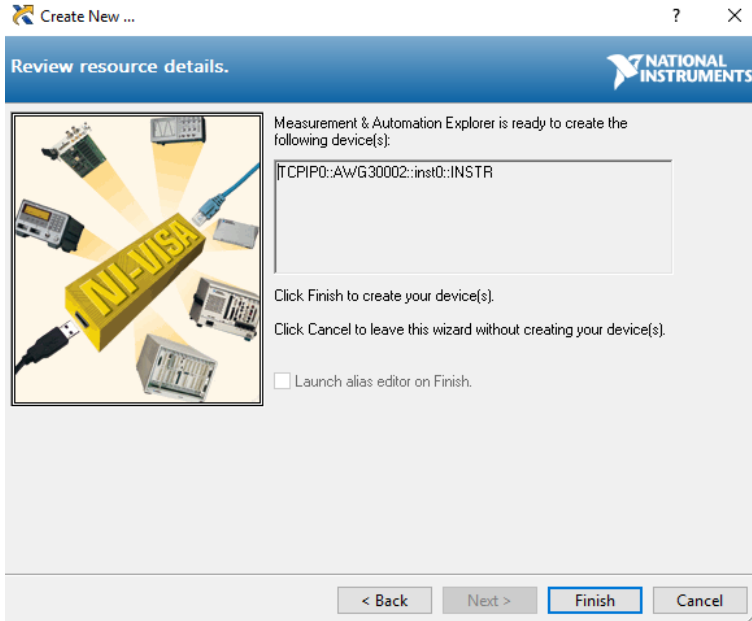 Create New ...
Review resource details.
NATIONAL
INSTRUMENTS
Measurement & Automation Explorer is ready to create the
following device(s):
TCPIP0::AWG30002::inst0::INSTR
NI-VISA
Click Finish to create your device(s).
Click Cancel to leave this wizard without creating your device(s).
Launch alias editor on Finish.
< Back
Next >
Finish
Cancel